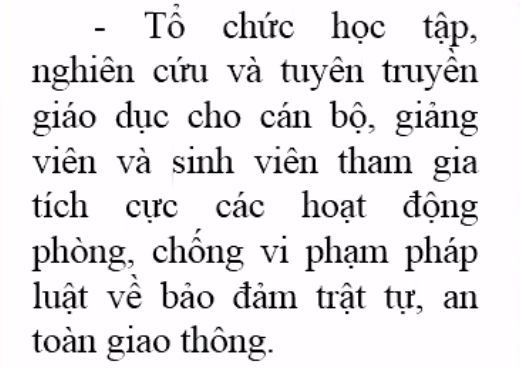 - Tổ chức học tập,
nghiên cứu và tuyên truyền
giáo dục cho cán bộ, giảng
viên và sinh viên tham gia
tích cực các hoạt động
phòng, chống vi phạm pháp
luật về bảo đảm trật tự, an
toàn giao thông.